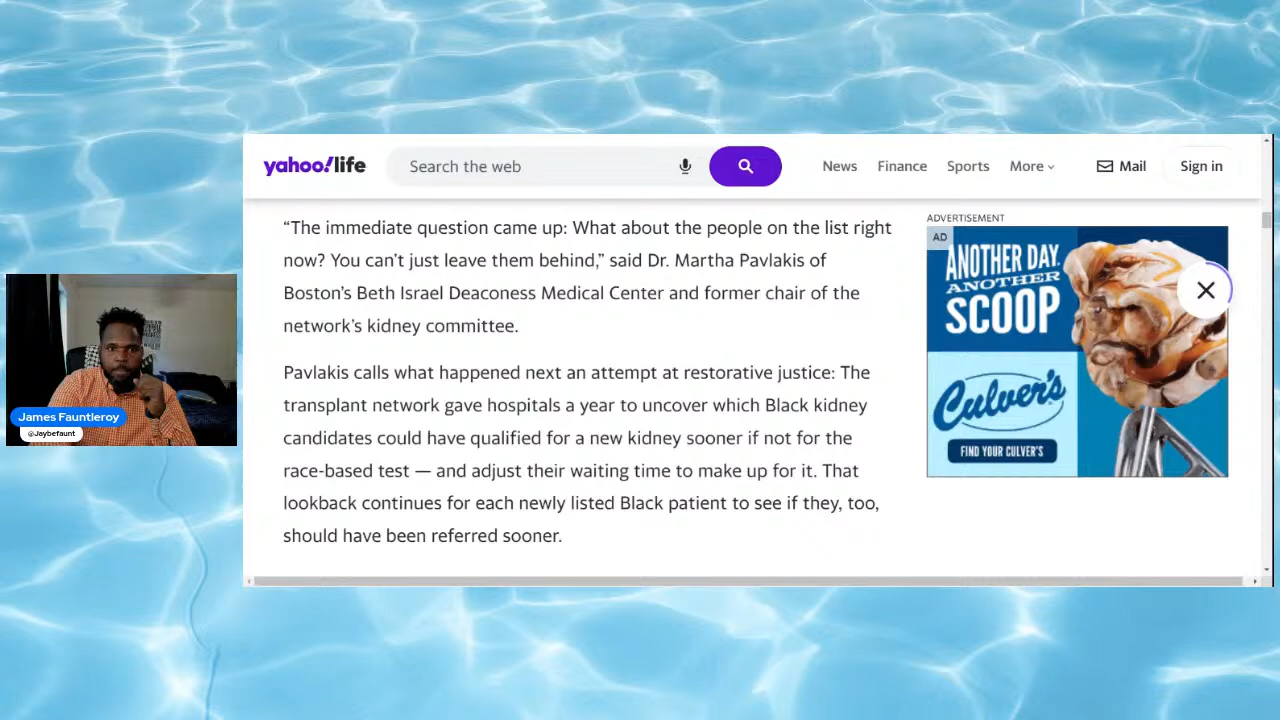 yahoo!life
Search the web
News
Finance
Sports
More
Mail
Sign in
“The immediate question came up: What about the people on the list right
now? You can’t just leave them behind,” said Dr. Martha Pavlakis of
Boston’s Beth Israel Deaconess Medical Center and former chair of the
network’s kidney committee.
Pavlakis calls what happened next an attempt at restorative justice: The
transplant network gave hospitals a year to uncover which Black kidney
candidates could have qualified for a new kidney sooner if not for the
race-based test — and adjust their waiting time to make up for it. That
lookback continues for each newly listed Black patient to see if they, too,
should have been referred sooner.
ADVERTISEMENT
AD
ANOTHER DAY.
ANOTHER
SCOOP
Culver's
FIND YOUR CULVER'S
James Fauntleroy
@Jaybefaunt